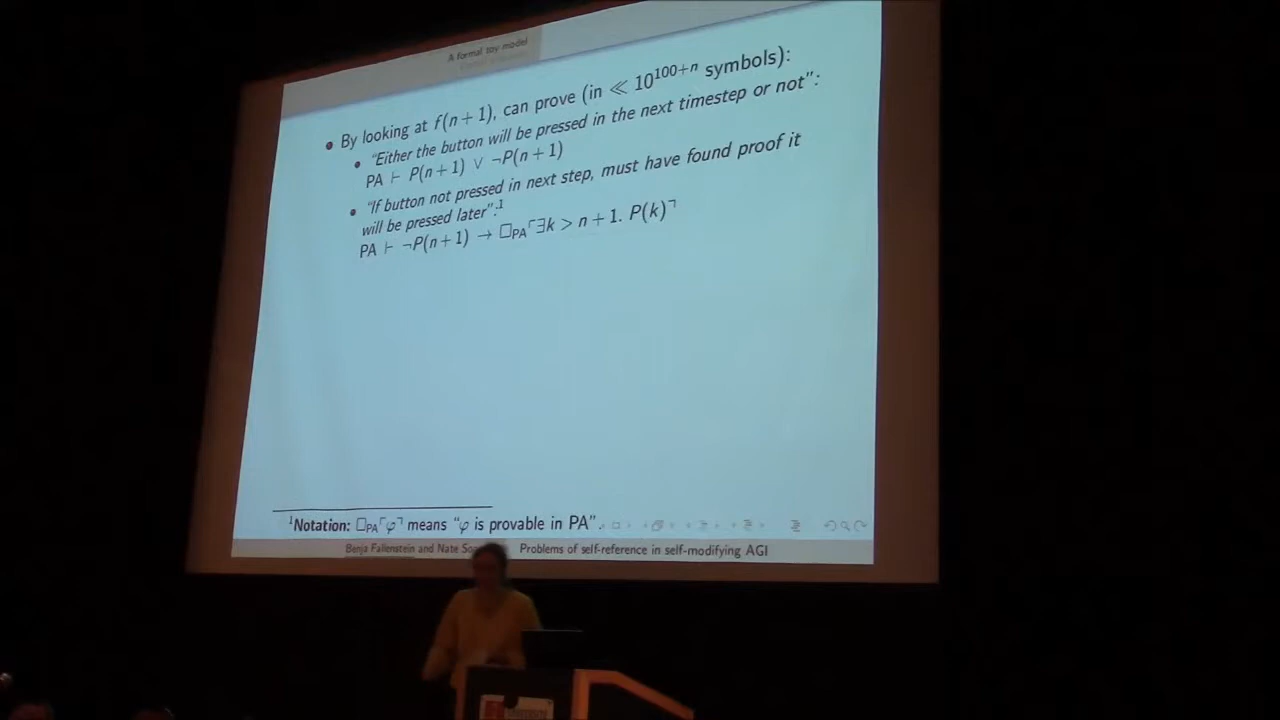 A formal toy model
• By looking at f(n + 1), can prove (in ≪ 10¹⁰⁰⁺ⁿ symbols):
• "Either the button will be pressed in the next timestep or not":
PA ⊢ P(n + 1) ∨ ¬P(n + 1)
• "If button not pressed in next step, must have found proof it
will be pressed later":¹
PA ⊢ ¬P(n + 1) → □PA⌜∃k > n + 1. P(k)⌝
¹Notation: □PA⌜φ⌝ means "φ is provable in PA".
Benja Fallenstein and Nate
Problems of self-reference in self-modifying AGI